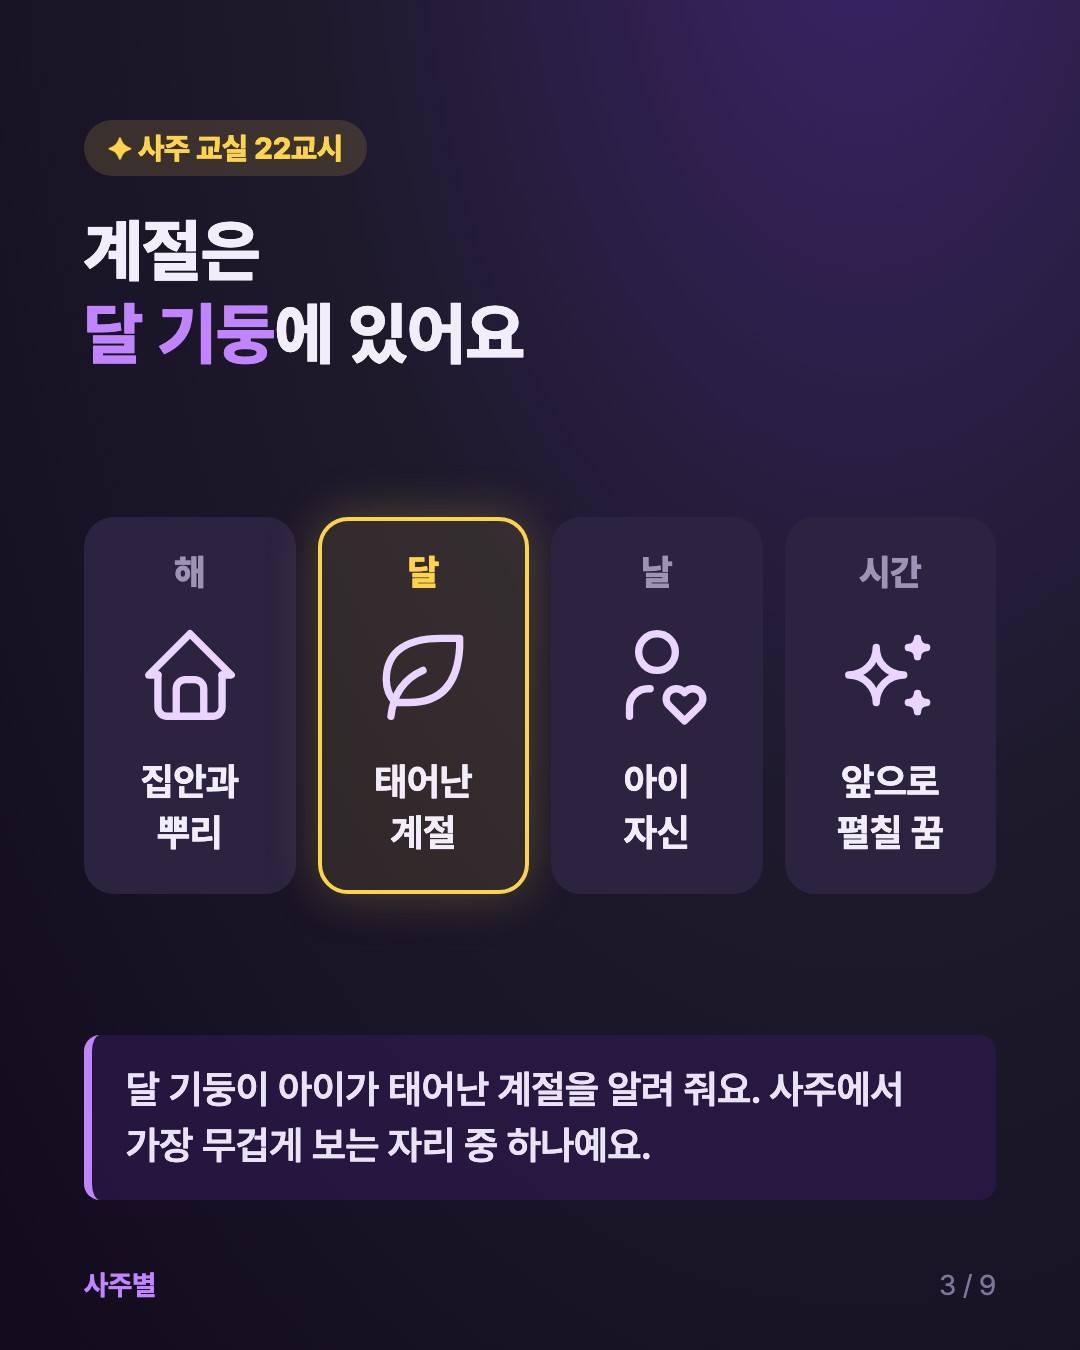 ✦ 사주 교실 22교시
계절은
달 기둥에 있어요
해
집안과
뿌리
달
태어난
계절
날
아이
자신
시간
앞으로
펼칠 꿈
달 기둥이 아이가 태어난 계절을 알려 줘요. 사주에서
가장 무겁게 보는 자리 중 하나예요.
사주별
3 / 9